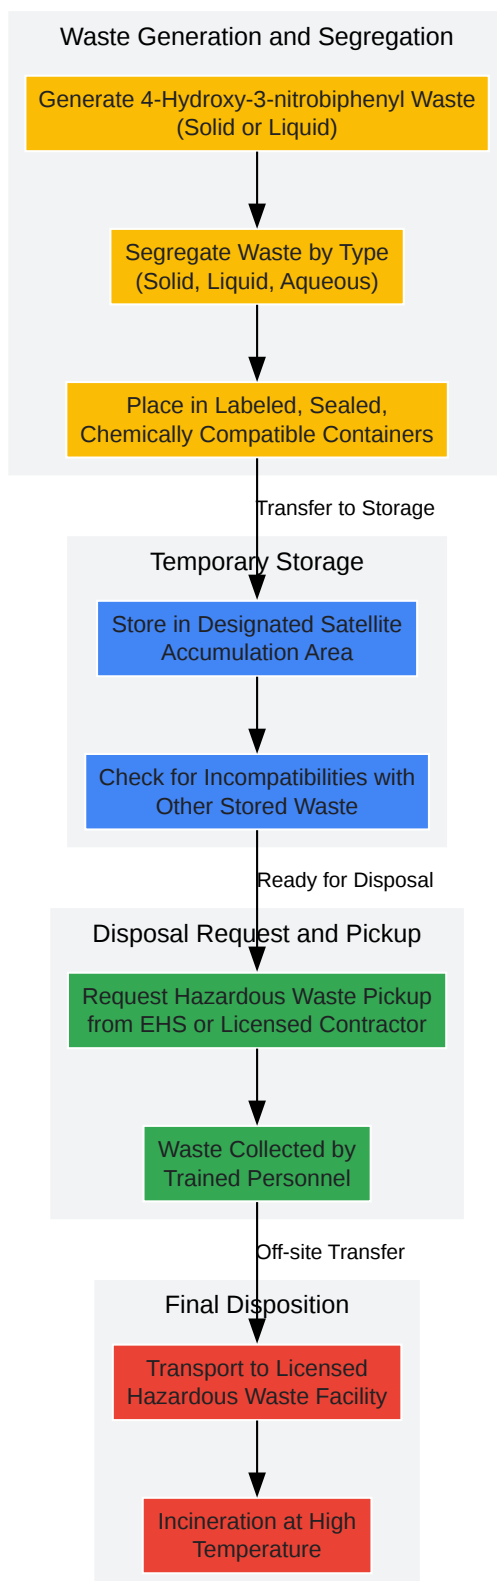 Waste Generation and Segregation
Generate 4-Hydroxy-3-nitrobiphenyl Waste
(Solid or Liquid)
Segregate Waste by Type
(Solid, Liquid, Aqueous)
Place in Labeled, Sealed,
Chemically Compatible Containers
Transfer to Storage
Temporary Storage
Store in Designated Satellite
Accumulation Area
Check for Incompatibilities with
Other Stored Waste
Ready for Disposal
Disposal Request and Pickup
Request Hazardous Waste Pickup
from EHS or Licensed Contractor
Waste Collected by
Trained Personnel
Off-site Transfer
Final Disposition
Transport to Licensed
Hazardous Waste Facility
Incineration at High
Temperature